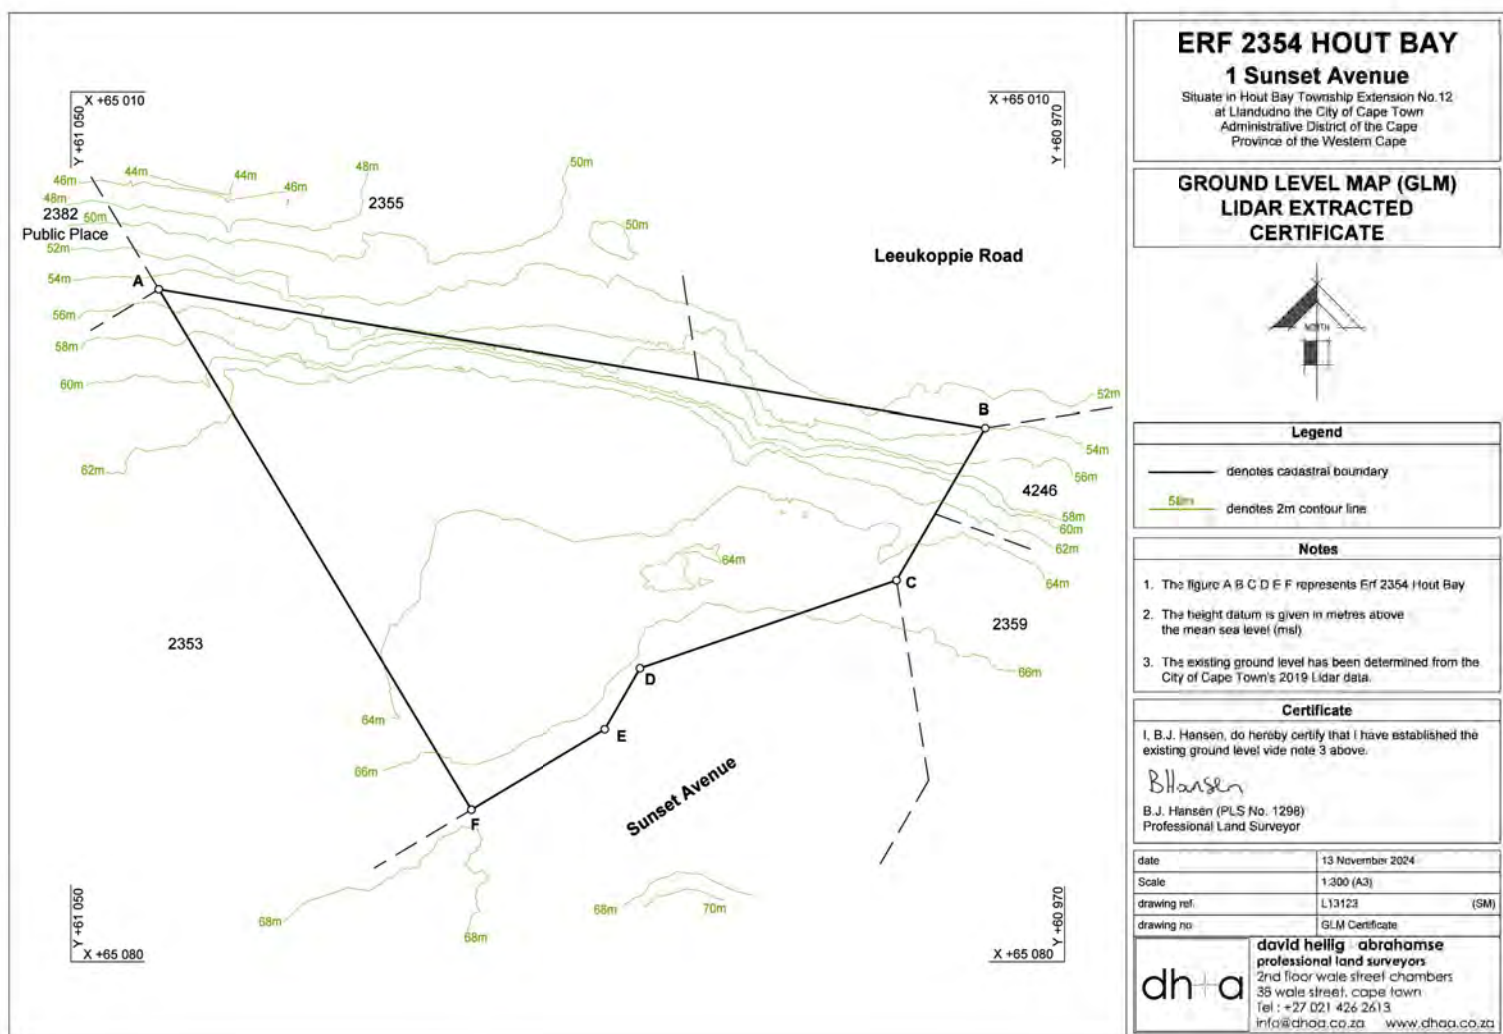 X +65 010
Y +61 050
X +65 010
Y +60 970
44m
44m
46m
46m
48m
50m
48m
2355
2382
50m
50m
Public Place
52m
Leeukoppie Road
54m
A
56m
58m
60m
52m
B
54m
62m
56m
4246
58m
60m
62m
64m
64m
C
2353
2359
66m
D
64m
E
66m
Sunset Avenue
F
68m
68m
68m
70m
Y +61 050
X +65 080
Y +60 970
X +65 080
ERF 2354 HOUT BAY
1 Sunset Avenue
Situate in Hout Bay Township Extension No.12
at Llandudno the City of Cape Town
Administrative District of the Cape
Province of the Western Cape
GROUND LEVEL MAP (GLM)
LIDAR EXTRACTED
CERTIFICATE
NORTH
Legend
denotes cadastral boundary
58m denotes 2m contour line
Notes
1. The figure A B C D E F represents Erf 2354 Hout Bay
2. The height datum is given in metres above
the mean sea level (msl)
3. The existing ground level has been determined from the
City of Cape Town's 2019 Lidar data.
Certificate
I, B.J. Hansen, do hereby certify that I have established the
existing ground level vide note 3 above.
BHansen
B.J. Hansen (PLS No. 1298)
Professional Land Surveyor
date 13 November 2024
Scale 1:300 (A3)
drawing ref. L13123 (SM)
drawing no GLM Certificate
dh+a
david hellig abrahamse
professional land surveyors
2nd floor wale street chambers
38 wale street, cape town
Tel : +27 021 426 2613
info@dhaa.co.za www.dhaa.co.za